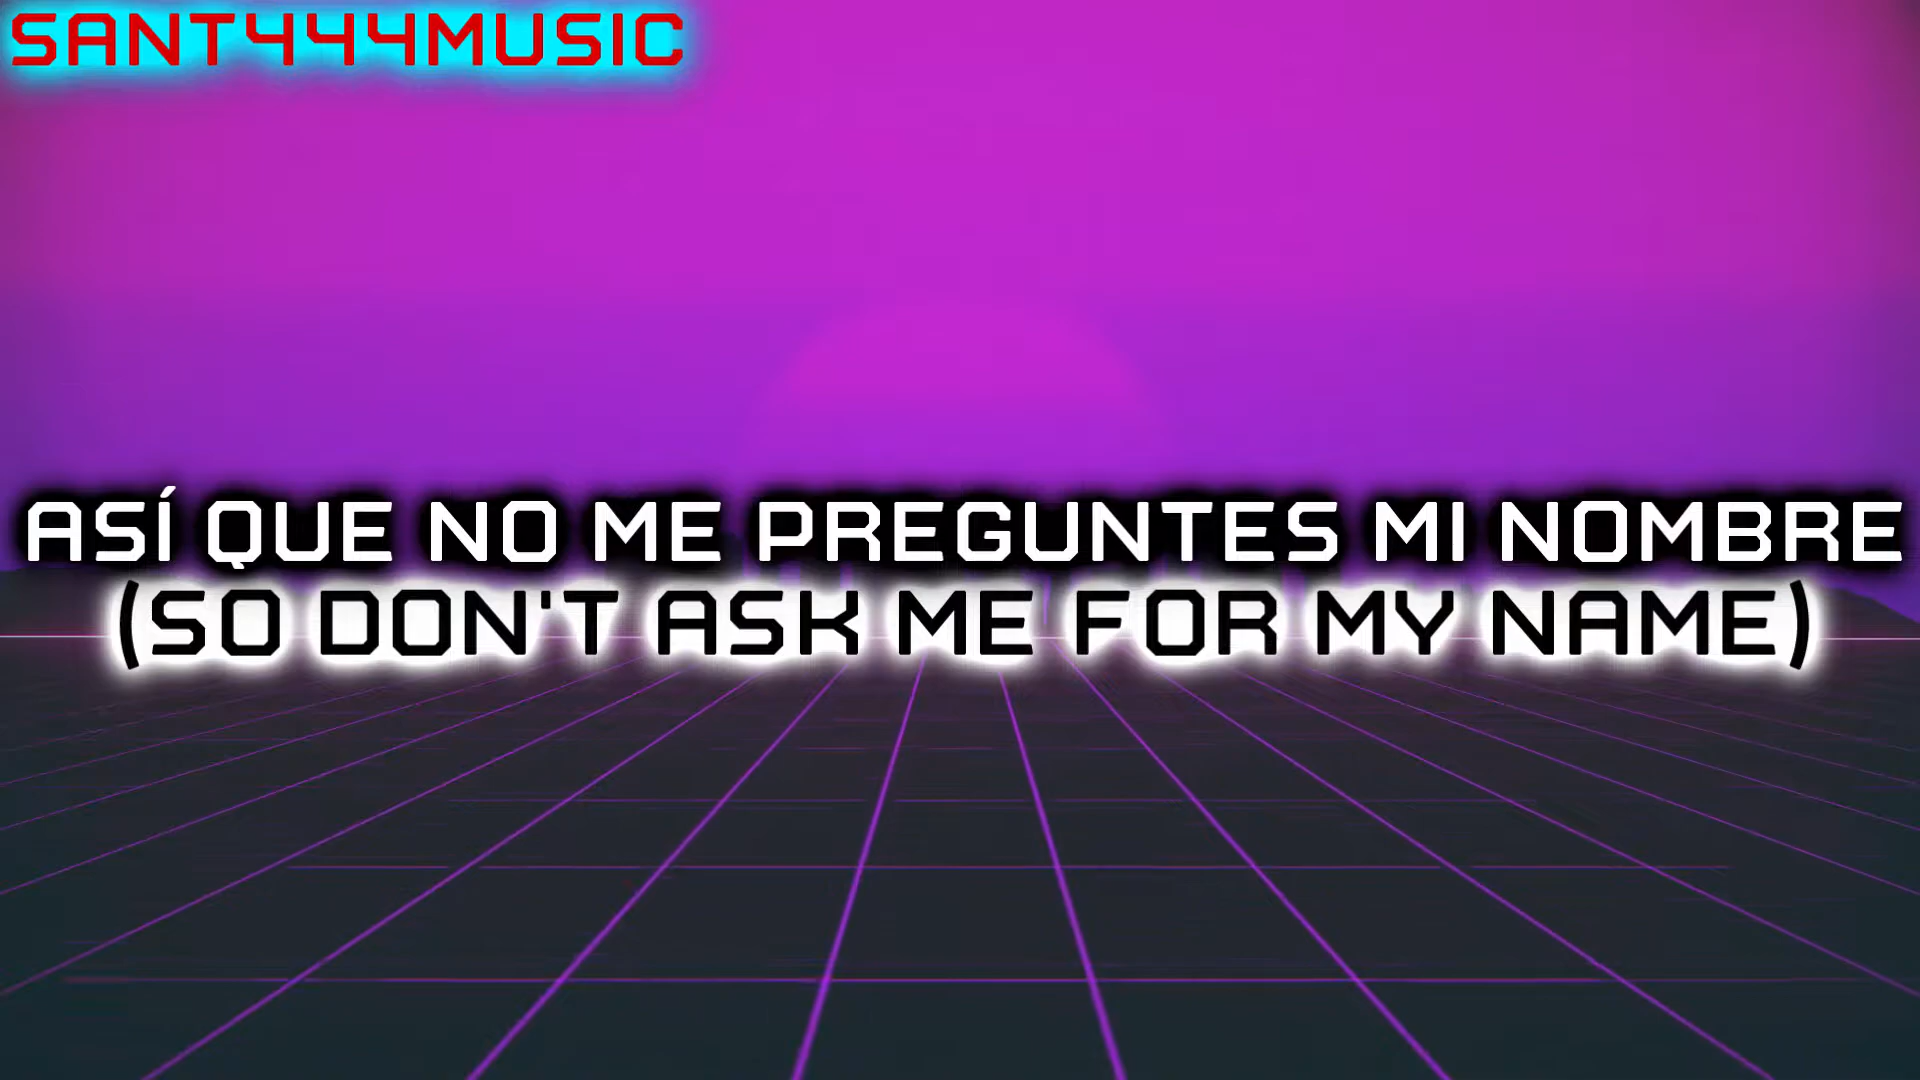 SANT444MUSIC
ASÍ QUE NO ME PREGUNTES MI NOMBRE
(SO DON'T ASK ME FOR MY NAME)